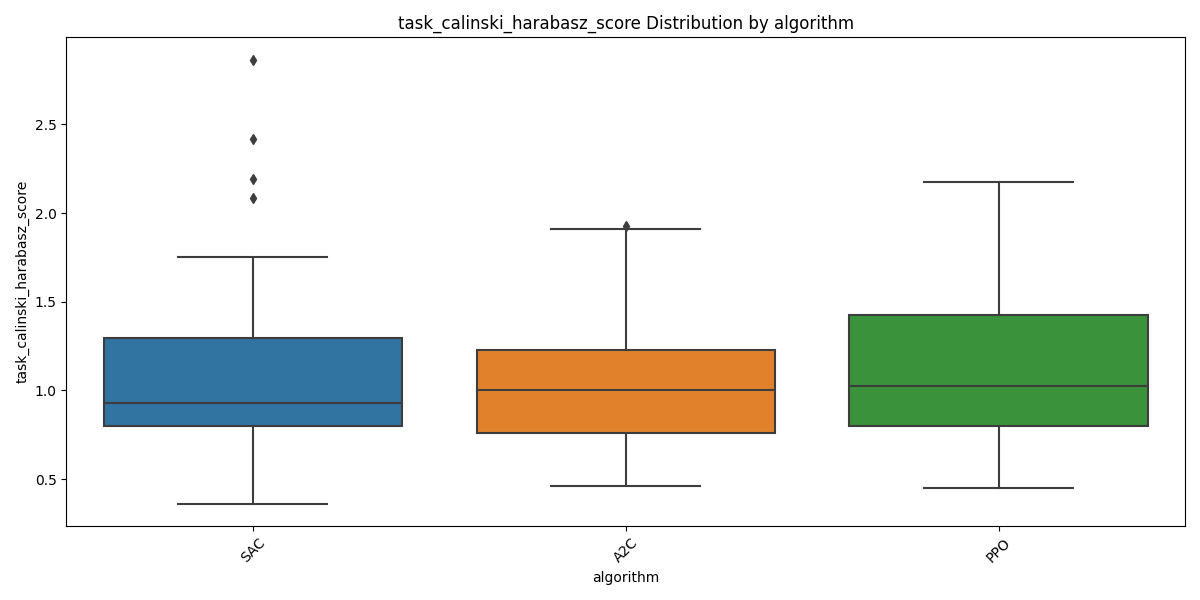 task_calinski_harabasz_score Distribution by algorithm
task_calinski_harabasz_score
2.5
2.0
1.5
1.0
0.5
SAC
A2C
PPO
algorithm